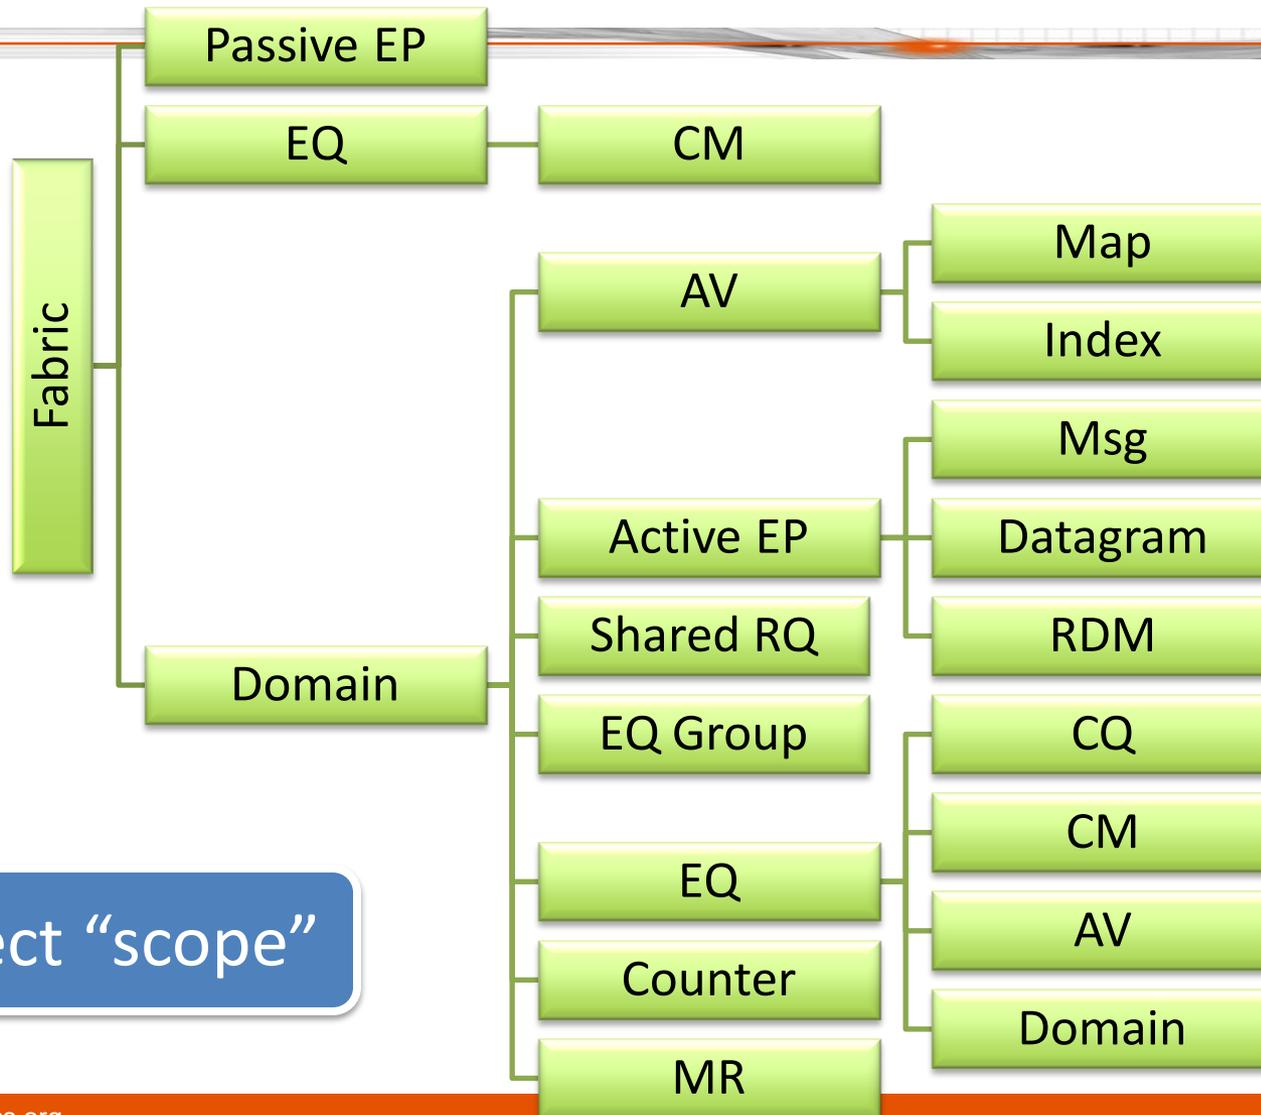 Passive EP
EQ
CM
Fabric
Map
AV
Index
Msg
Active EP
Datagram
Shared RQ
RDM
Domain
EQ Group
CQ
CM
EQ
AV
“scope”
Counter
Domain
MR